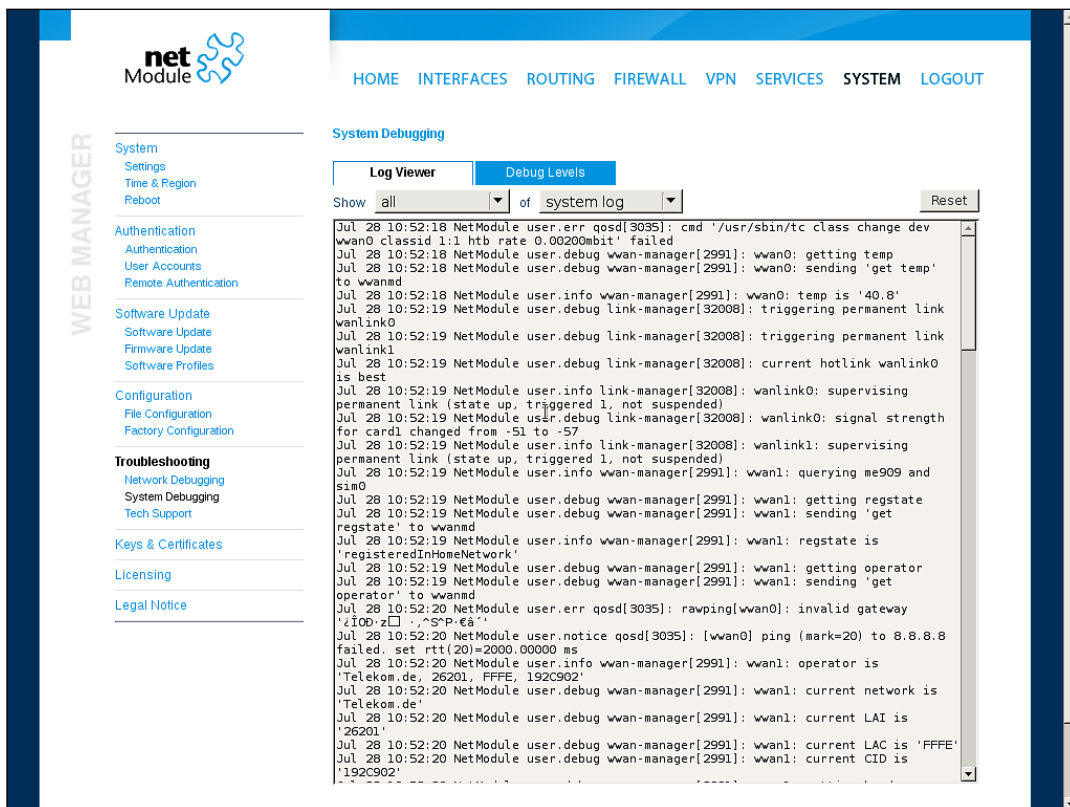 net
Module
HOME INTERFACES ROUTING FIREWALL VPN SERVICES SYSTEM LOGOUT
WEB MANAGER
System
Settings
Time & Region
Reboot
Authentication
Authentication
User Accounts
Remote Authentication
Software Update
Software Update
Firmware Update
Software Profiles
Configuration
File Configuration
Factory Configuration
Troubleshooting
Network Debugging
System Debugging
Tech Support
Keys & Certificates
Licensing
Legal Notice
System Debugging
Log Viewer Debug Levels
Show all of system log Reset
Jul 28 10:52:18 NetModule user.err qosd[3035]: cmd '/usr/sbin/tc class change dev
wwan0 classid 1:1 htb rate 0.00200mbit' failed
Jul 28 10:52:18 NetModule user.debug wwan-manager[2991]: wwan0: getting temp
Jul 28 10:52:18 NetModule user.debug wwan-manager[2991]: wwan0: sending 'get temp'
to wwanmd
Jul 28 10:52:18 NetModule user.info wwan-manager[2991]: wwan0: temp is '40.8'
Jul 28 10:52:19 NetModule user.debug link-manager[32008]: triggering permanent link
wanlink0
Jul 28 10:52:19 NetModule user.debug link-manager[32008]: triggering permanent link
wanlink1
Jul 28 10:52:19 NetModule user.debug link-manager[32008]: current hotlink wanlink0
is best
Jul 28 10:52:19 NetModule user.info link-manager[32008]: wanlink0: supervising
permanent link (state up, triggered 1, not suspended)
Jul 28 10:52:19 NetModule user.debug link-manager[32008]: wanlink0: signal strength
for card1 changed from -51 to -57
Jul 28 10:52:19 NetModule user.info link-manager[32008]: wanlink1: supervising
permanent link (state up, triggered 1, not suspended)
Jul 28 10:52:19 NetModule user.info wwan-manager[2991]: wwan1: querying me909 and
sim0
Jul 28 10:52:19 NetModule user.debug wwan-manager[2991]: wwan1: getting regstate
Jul 28 10:52:19 NetModule user.debug wwan-manager[2991]: wwan1: sending 'get
regstate' to wwanmd
Jul 28 10:52:19 NetModule user.info wwan-manager[2991]: wwan1: regstate is
'registeredInHomeNetwork'
Jul 28 10:52:19 NetModule user.debug wwan-manager[2991]: wwan1: getting operator
Jul 28 10:52:19 NetModule user.debug wwan-manager[2991]: wwan1: sending 'get
operator' to wwanmd
Jul 28 10:52:20 NetModule user.err qosd[3035]: rawping[wwan0]: invalid gateway
Jul 28 10:52:20 NetModule user.notice qosd[3035]: [wwan0] ping (mark=20) to 8.8.8.8
failed. set rtt(20)=2000.00000 ms
Jul 28 10:52:20 NetModule user.info wwan-manager[2991]: wwan1: operator is
'Telekom.de, 26201, FFFE, 192C902'
Jul 28 10:52:20 NetModule user.debug wwan-manager[2991]: wwan1: current network is
'Telekom.de'
Jul 28 10:52:20 NetModule user.debug wwan-manager[2991]: wwan1: current LAI is
'26201'
Jul 28 10:52:20 NetModule user.debug wwan-manager[2991]: wwan1: current LAC is 'FFFE'
Jul 28 10:52:20 NetModule user.debug wwan-manager[2991]: wwan1: current CID is
'192C902'